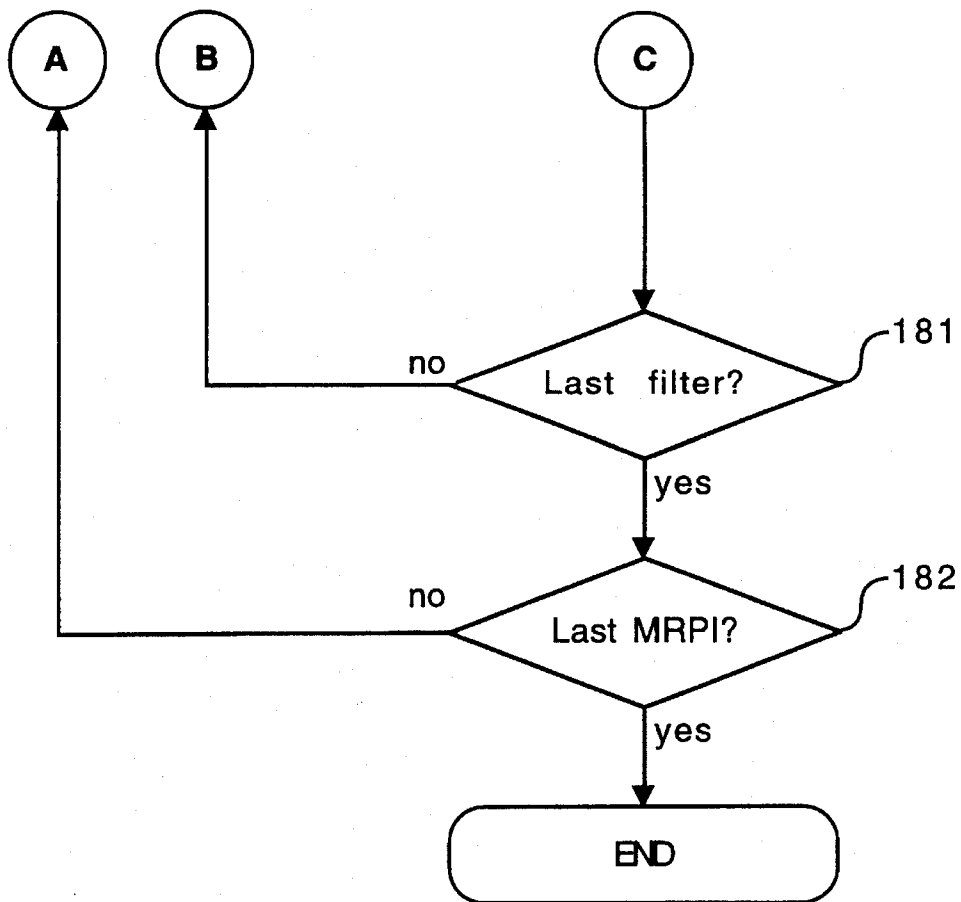 A
B
C
181
no
Last filter?
yes
182
no
Last MRPI?
yes
END